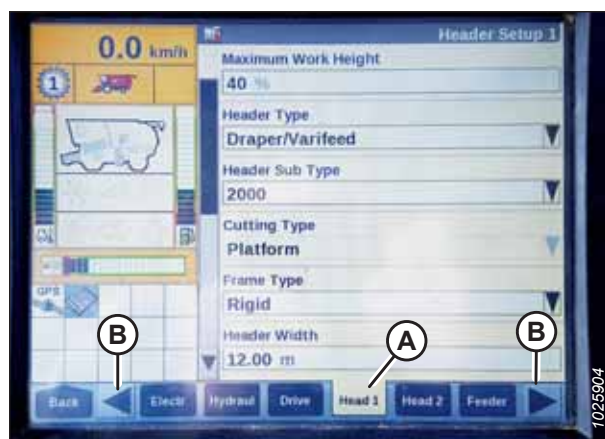 0.0 km/h
1
GPS
Header Setup 1
Maximum Work Height
40 %
Header Type
Draper/Varifeed
Header Sub Type
2000
Cutting Type
Platform
Frame Type
Rigid
Header Width
12.00 m
A
B
B
Back
Electr
Hydraul
Drive
Head 1
Head 2
Feeder
1025904